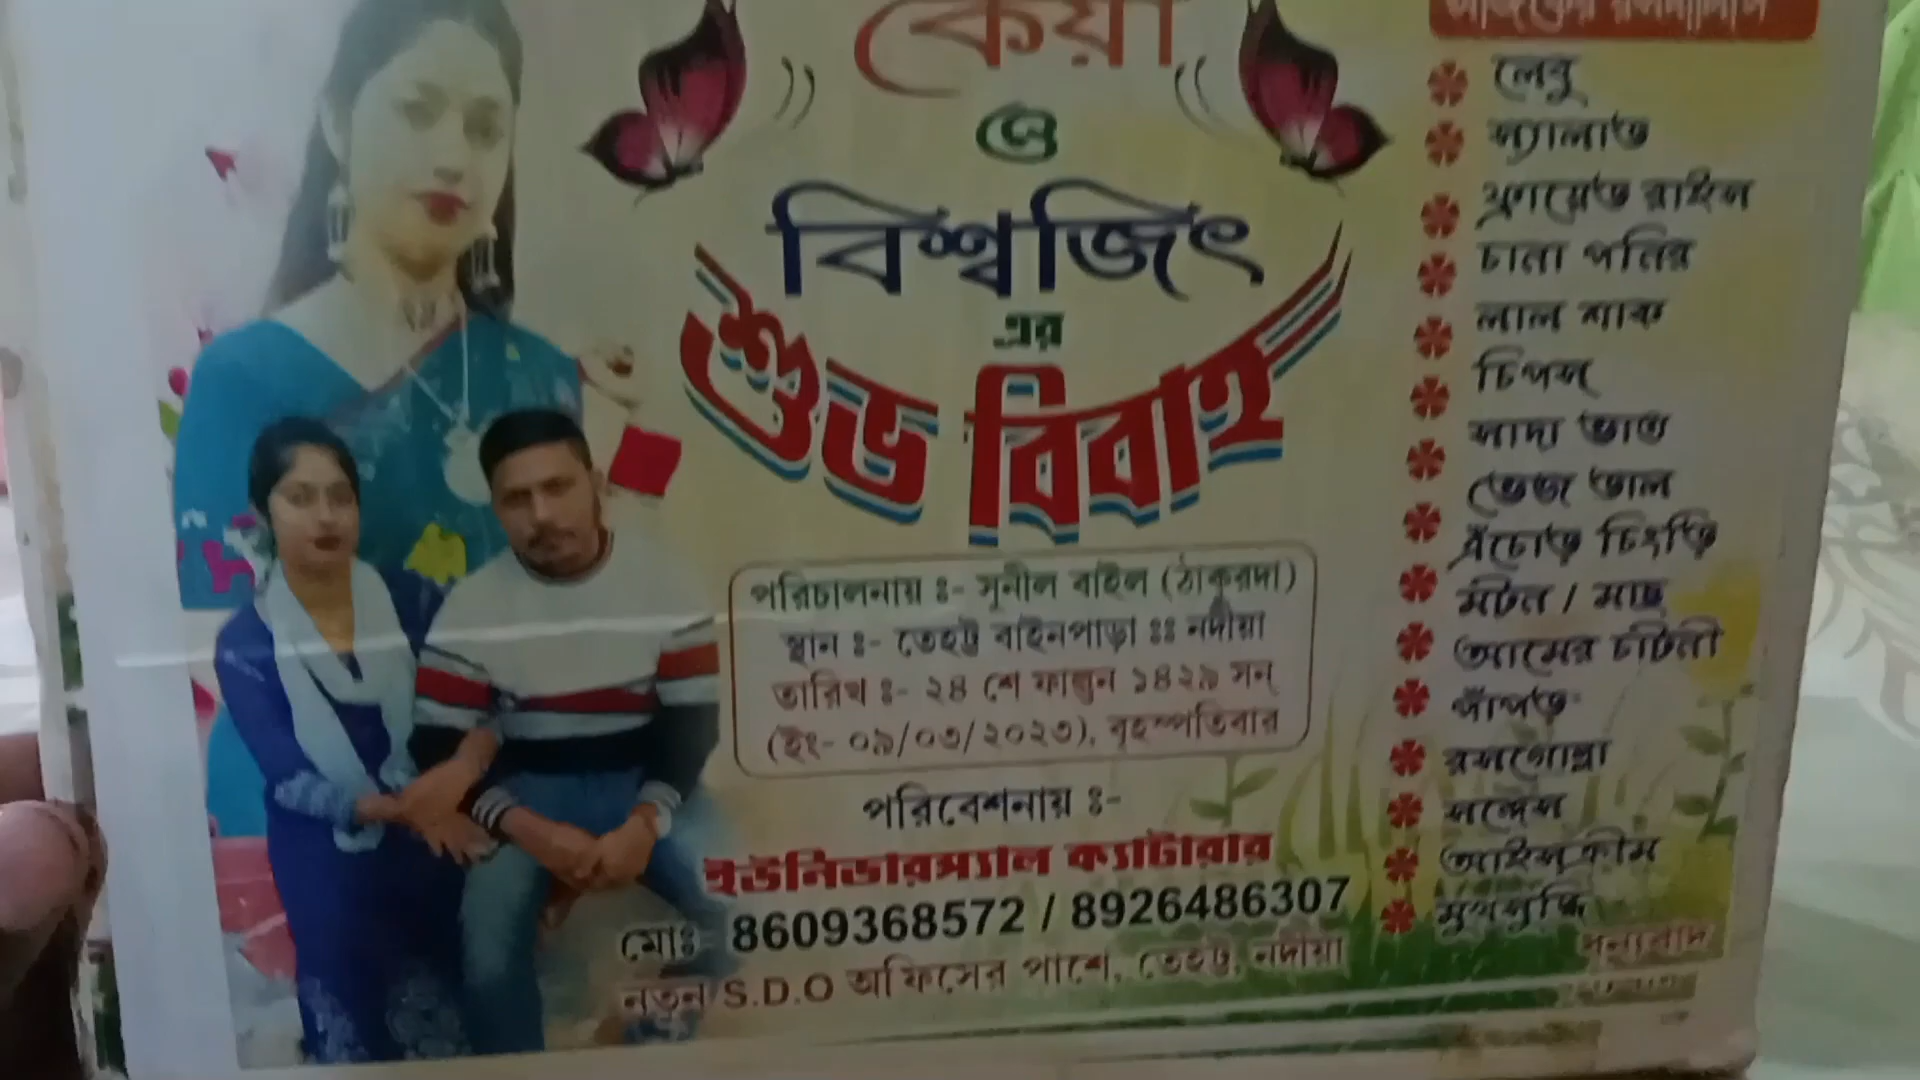 কেয়া
ও
বিশ্বজিৎ
এর
শুভ বিবাহ
পরিচালনায় ঃ- সুনীল বাইন (ঠাকুরদা)
স্থান ঃ- তেহট্ট বাইনপাড়া ঃঃ নদীয়া
তারিখ ঃ- ২৪ শে ফাল্গুন ১৪২৯ সন্
(ইং- ০৯/০৩/২০২৩), বৃহস্পতিবার
পরিবেশনায় ঃ-
ইউনিভারস্যাল ক্যাটারার
মোঃ- 8609368572 / 8926486307
নতুন S.D.O অফিসের পাশে, তেহট্ট, নদীয়া
লেবু
স্যালাড
ফ্রায়েড রাইস
চানা পনির
লাল শাক
চিপস্
সাদা ভাত
ভেজ ডাল
এঁচোড় চিংড়ি
মটন / মাছ
আমের চাটনী
পাঁপড়
রসগোল্লা
সন্দেস
আইসক্রীম
মুখশুদ্ধি
ধন্যবাদ